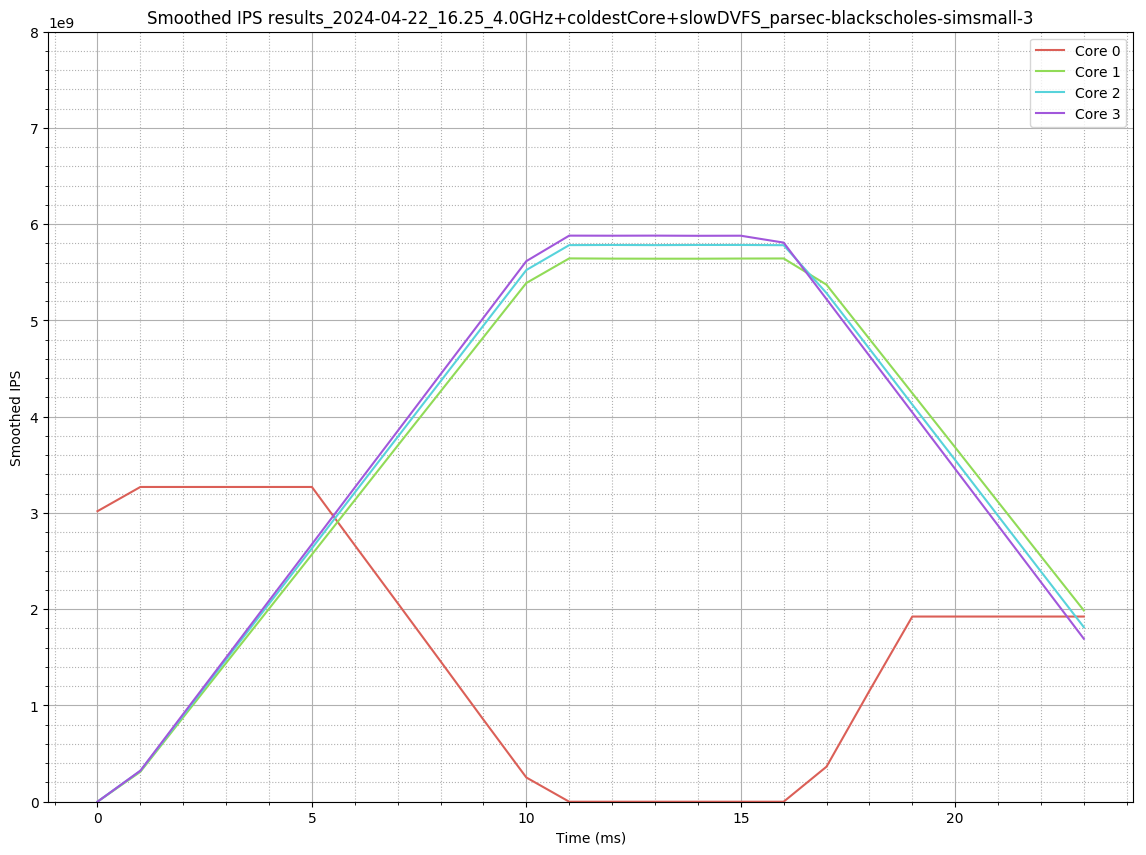 Smoothed IPS results_2024-04-22_16.25_4.0GHz+coldestCore+slowDVFS_parsec-blackscholes-simsmall-3
1e9
Core 0
Core 1
Core 2
Core 3
8
7
6
5
4
3
2
1
0
Smoothed IPS
0 5 10 15 20
Time (ms)